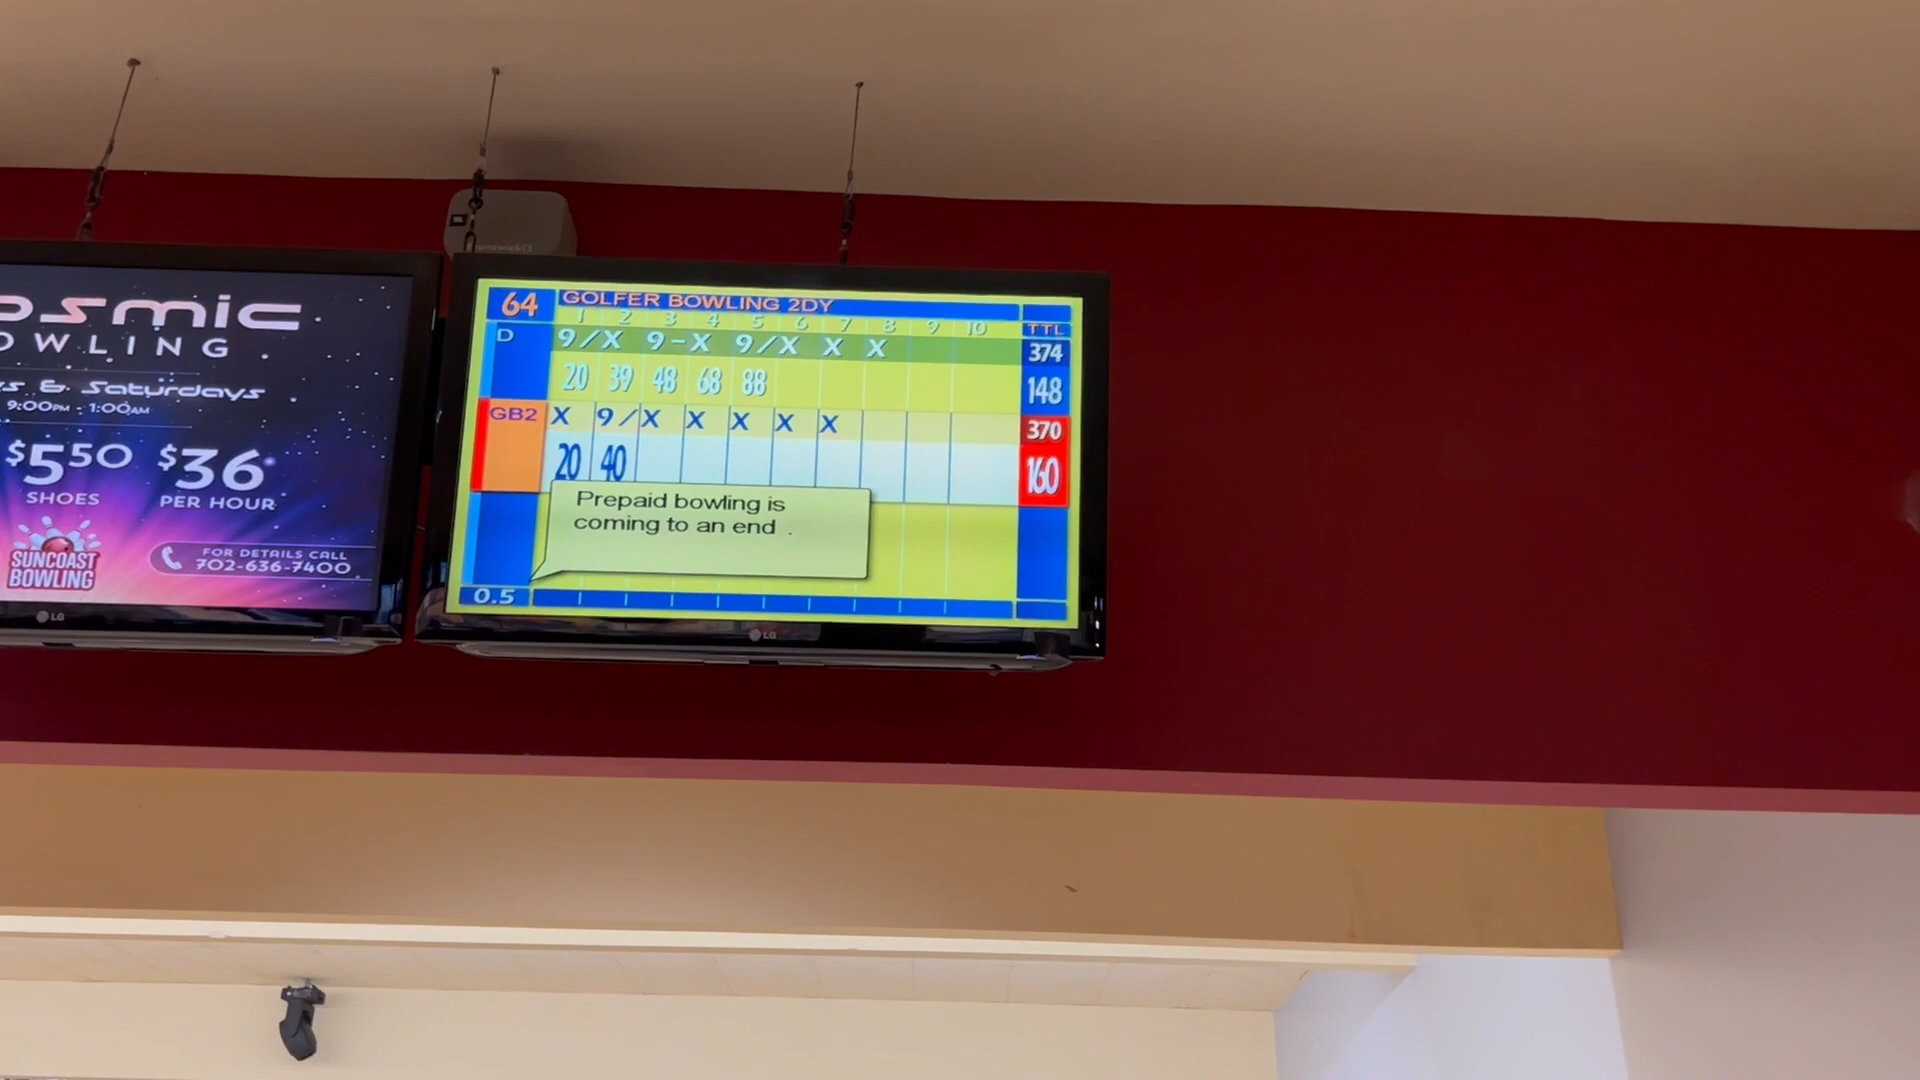 OSMIC
OWLING
S & SATURDAYS
9:00PM - 1:00AM
$5.50 $36
SHOES PER HOUR
SUNCOAST
BOWLING
FOR DETAILS CALL
702-636-7400
LG
64 GOLFER BOWLING 2DY
1 2 3 4 5 6 7 8 9 10 TTL
D 9/ X 9- X 9/ X X X 374
20 39 48 68 88 148
GB2 X 9/ X X X X X 370
20 40 160
Prepaid bowling is
coming to an end .
0.5
LG